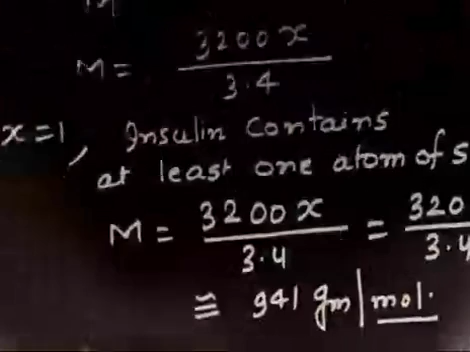 M = 3200x / 3.4
x = 1, Insulin contains
at least one atom of S
M = 3200x / 3.4 = 320 / 3.4
≅ 941 gm/mol.